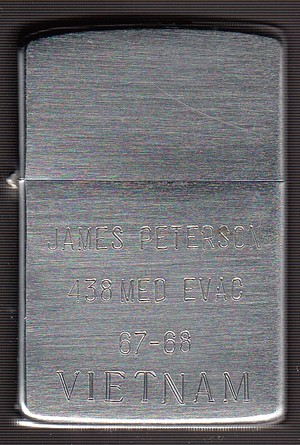 JAMES PETERSON
438 MED EVAC
67-68
VIETNAM